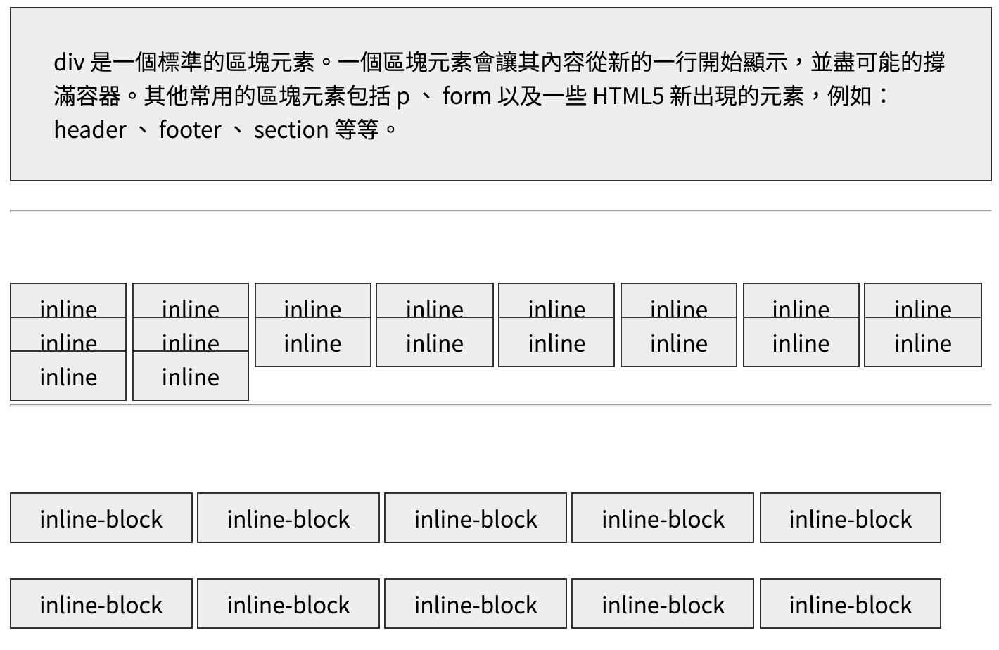 div 是一個標準的區塊元素。一個區塊元素會讓其內容從新的一行開始顯示，並盡可能的撐
滿容器。其他常用的區塊元素包括 p 、 form 以及一些 HTML5 新出現的元素，例如：
header 、 footer 、 section 等等。
inline inline inline inline inline inline inline inline
inline inline inline inline inline inline inline inline
inline inline
inline-block inline-block inline-block inline-block inline-block
inline-block inline-block inline-block inline-block inline-block